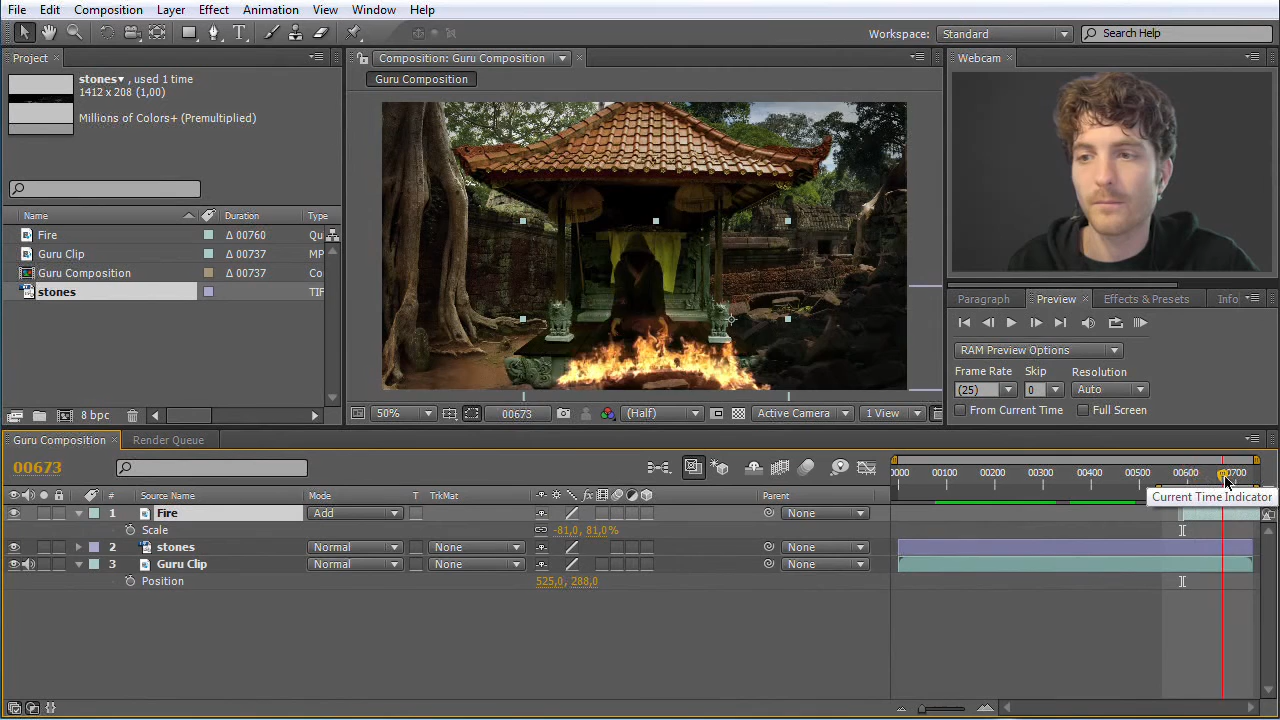 File Edit Composition Layer Effect Animation View Window Help
Workspace: Standard Search Help
Project Composition: Guru Composition Webcam
stones▾ , used 1 time
1412 x 208 (1,00)
Guru Composition
Millions of Colors+ (Premultiplied)
Name Duration Type
Fire Δ 00760 Qu
Guru Clip Δ 00737 MP
Guru Composition Δ 00737 Co
stones TIF
Paragraph Preview Effects & Presets Info
RAM Preview Options
Frame Rate Skip Resolution
(25) 0 Auto
From Current Time Full Screen
8 bpc 50% 00673 (Half) Active Camera 1 View
Guru Composition Render Queue
00673
0000 00100 00200 00300 00400 00500 00600 00700
Current Time Indicator
# Source Name Mode T TrkMat Parent
1 Fire Add None
Scale -81,0, 81,0%
2 stones Normal None None
3 Guru Clip Normal None None
Position 525,0, 288,0